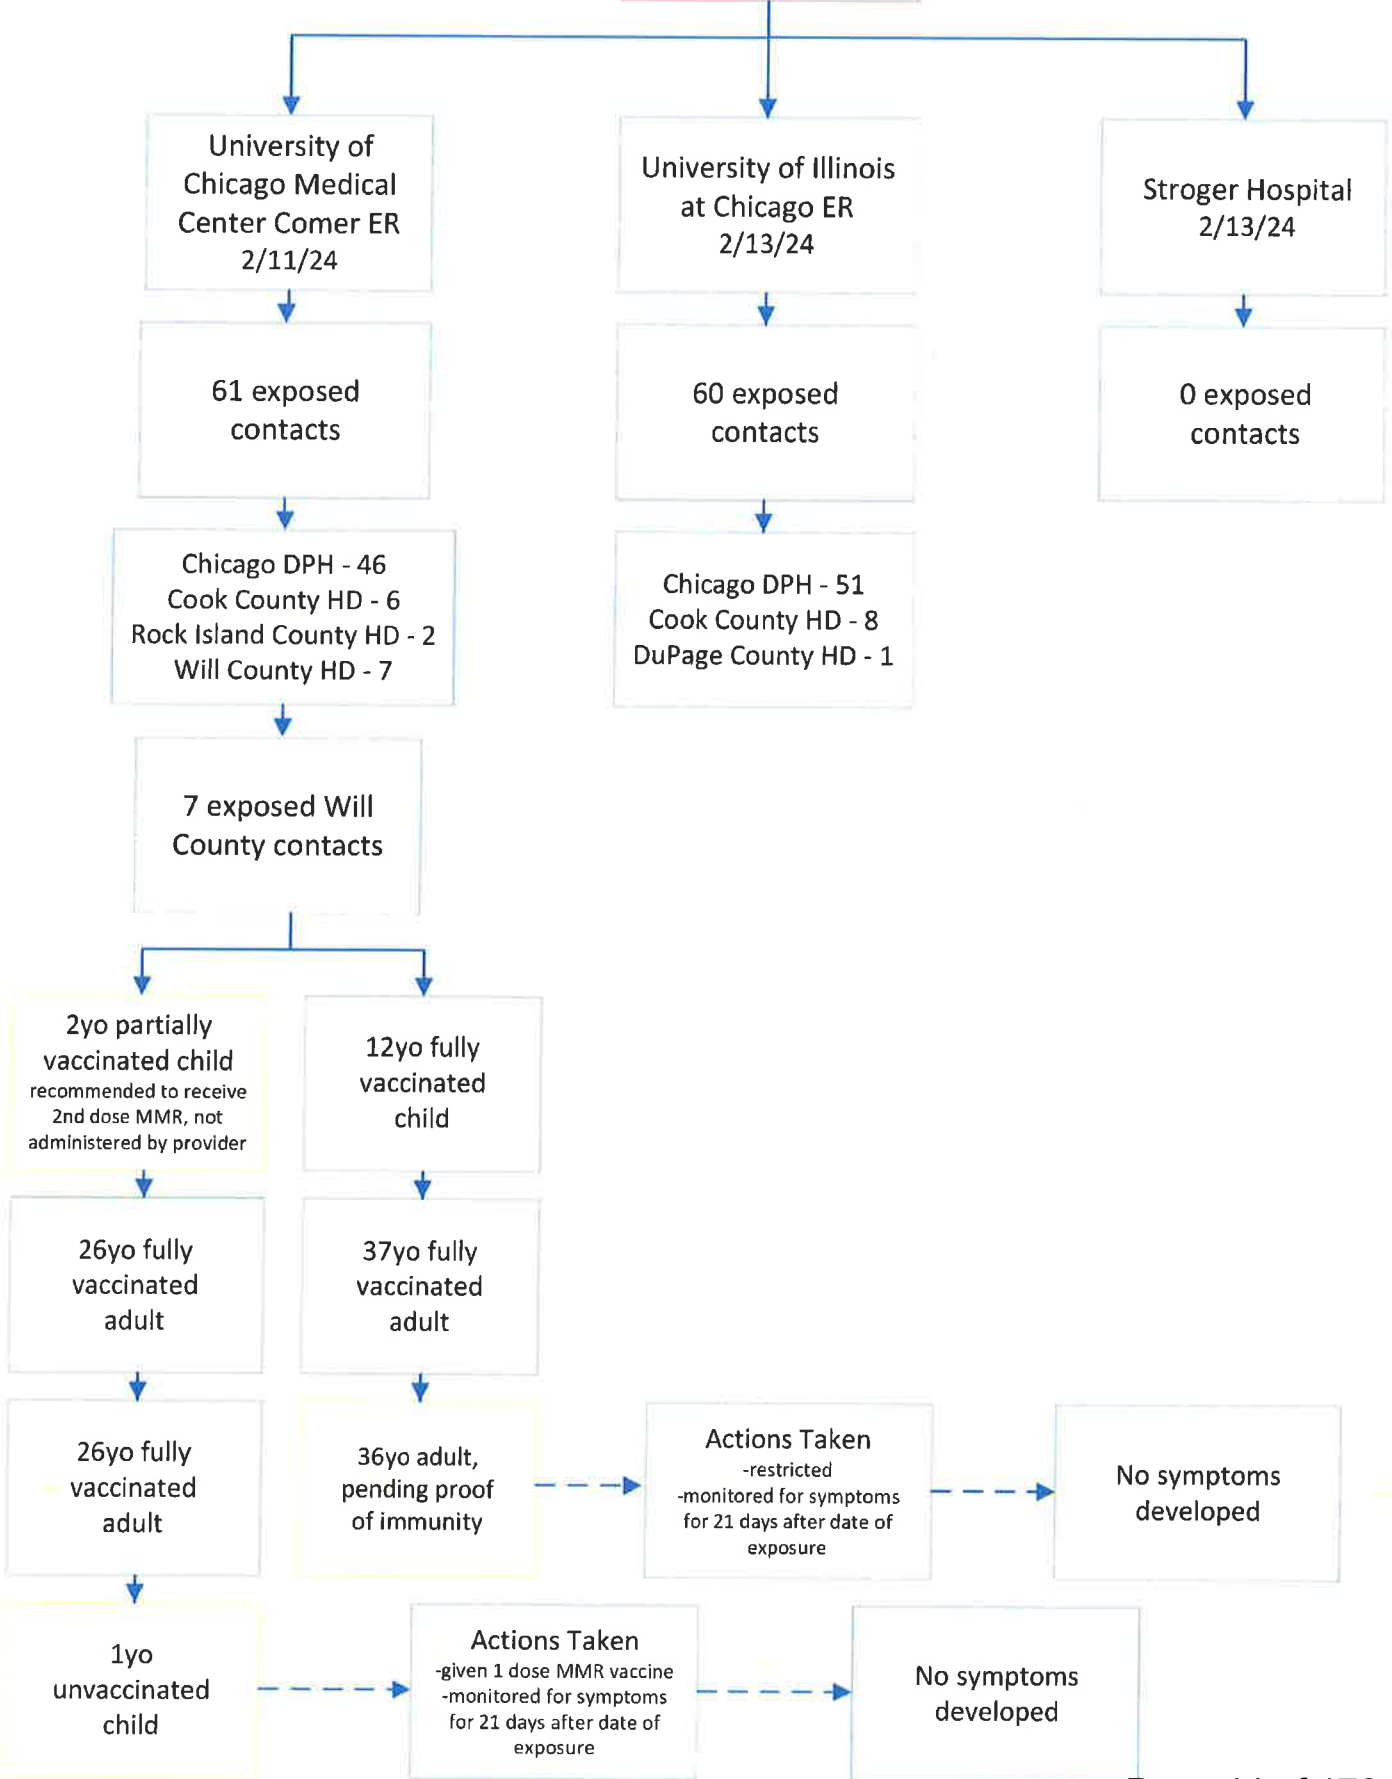 University of
Chicago Medical
Center Comer ER
2/11/24
University of Illinois
at Chicago ER
2/13/24
Stroger Hospital
2/13/24
61 exposed
contacts
60 exposed
contacts
0 exposed
contacts
Chicago DPH - 46
Cook County HD - 6
Rock Island County HD - 2
Will County HD - 7
Chicago DPH - 51
Cook County HD - 8
DuPage County HD - 1
7 exposed Will
County contacts
2yo partially
vaccinated child
recommended to receive
2nd dose MMR, not
administered by provider
12yo fully
vaccinated
child
26yo fully
vaccinated
adult
37yo fully
vaccinated
adult
26yo fully
vaccinated
adult
36yo adult,
pending proof
of immunity
Actions Taken
-restricted
-monitored for symptoms
for 21 days after date of
exposure
No symptoms
developed
1yo
unvaccinated
child
Actions Taken
-given 1 dose MMR vaccine
-monitored for symptoms
for 21 days after date of
exposure
No symptoms
developed